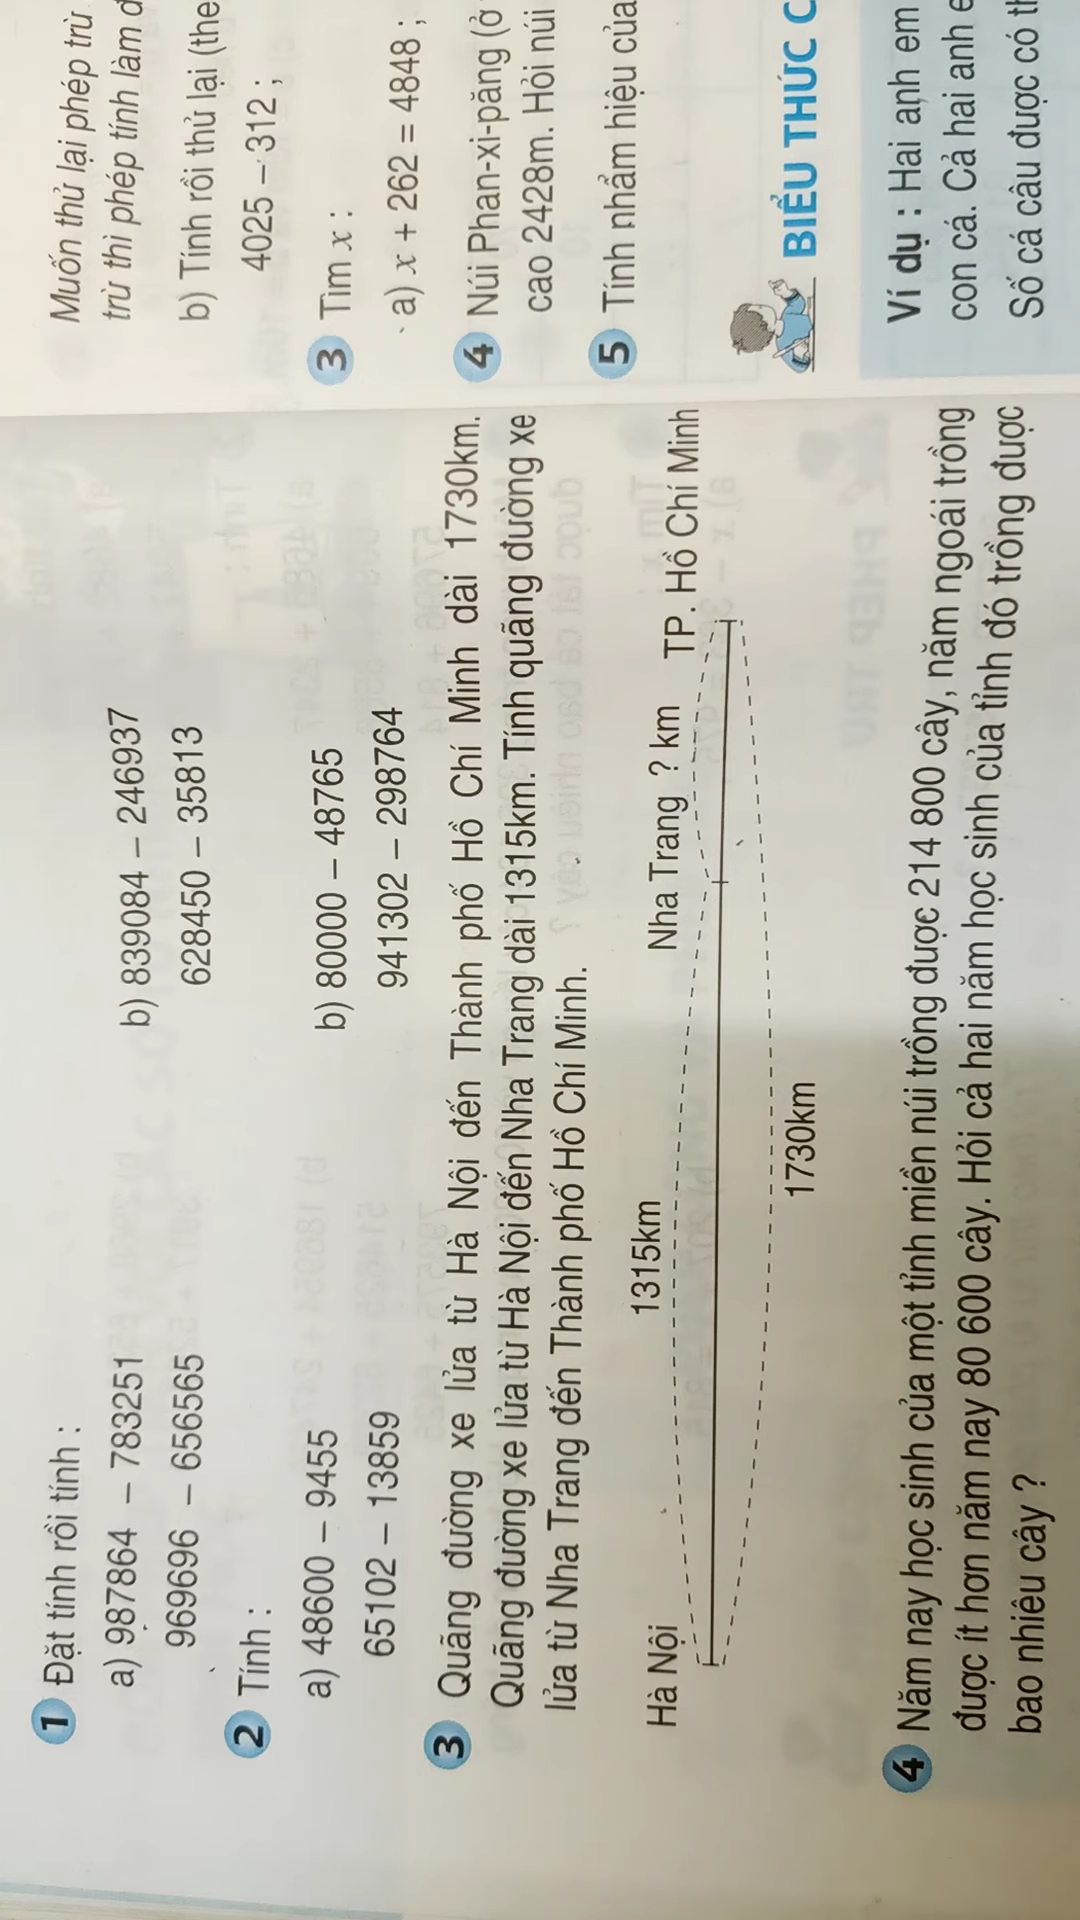 1 Đặt tính rồi tính :
a) 987864 – 783251 b) 839084 – 246937
969696 – 656565 628450 – 35813
2 Tính :
a) 48600 – 9455 b) 80000 – 48765
65102 – 13859 941302 – 298764
3 Quãng đường xe lửa từ Hà Nội đến Thành phố Hồ Chí Minh dài 1730km.
Quãng đường xe lửa từ Hà Nội đến Nha Trang dài 1315km. Tính quãng đường xe
lửa từ Nha Trang đến Thành phố Hồ Chí Minh.
Hà Nội 1315km Nha Trang ? km TP. Hồ Chí Minh
1730km
4 Năm nay học sinh của một tỉnh miền núi trồng được 214 800 cây, năm ngoái trồng
được ít hơn năm nay 80 600 cây. Hỏi cả hai năm học sinh của tỉnh đó trồng được
bao nhiêu cây ?
Muốn thử lại phép trừ
trừ thì phép tính làm
b) Tính rồi thử lại (the
4025 – 312 ;
3 Tìm x :
a) x + 262 = 4848 ;
4 Núi Phan-xi-păng (ở
cao 2428m. Hỏi núi
5 Tính nhẩm hiệu của
BIỂU THỨC C
Ví dụ : Hai anh em
con cá. Cả hai anh e
Số cá câu được có th